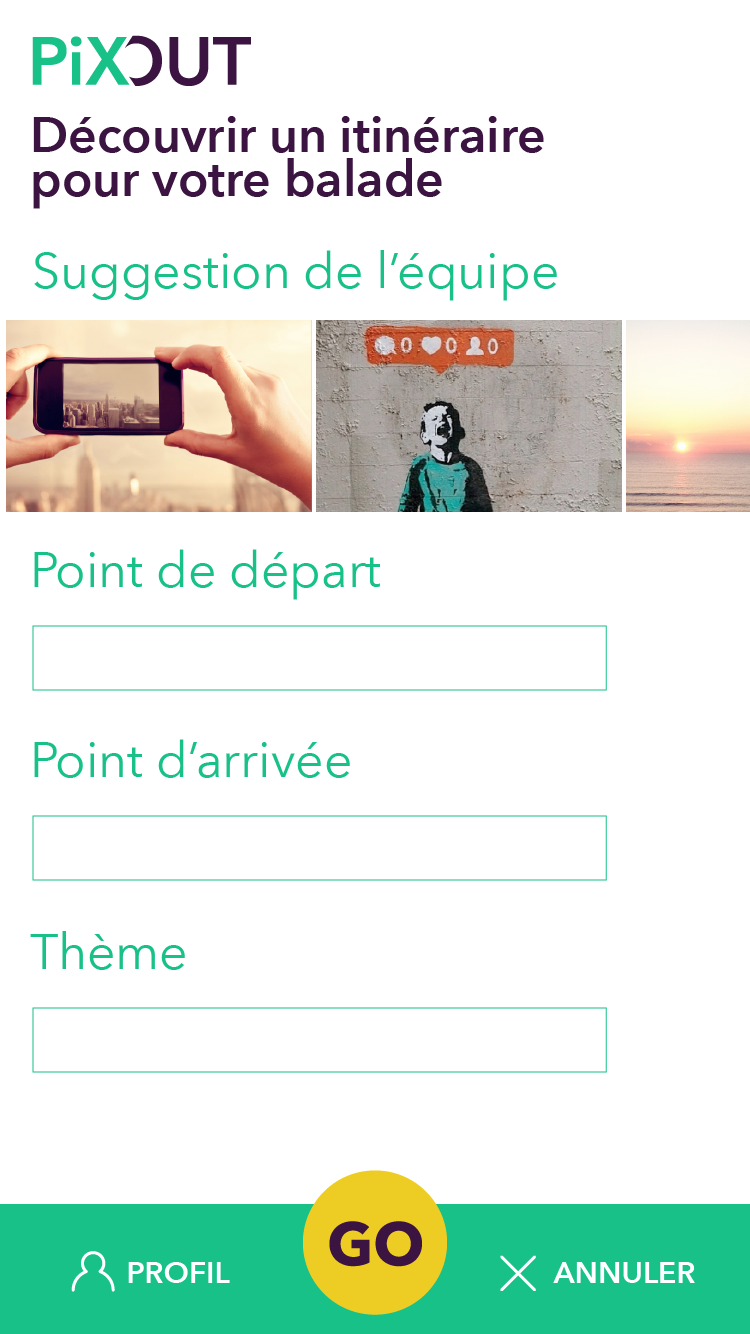 PiXOUT
Découvrir un itinéraire
pour votre balade
Suggestion de l’équipe
0 0 0
Point de départ
Point d’arrivée
Thème
GO
PROFIL
ANNULER